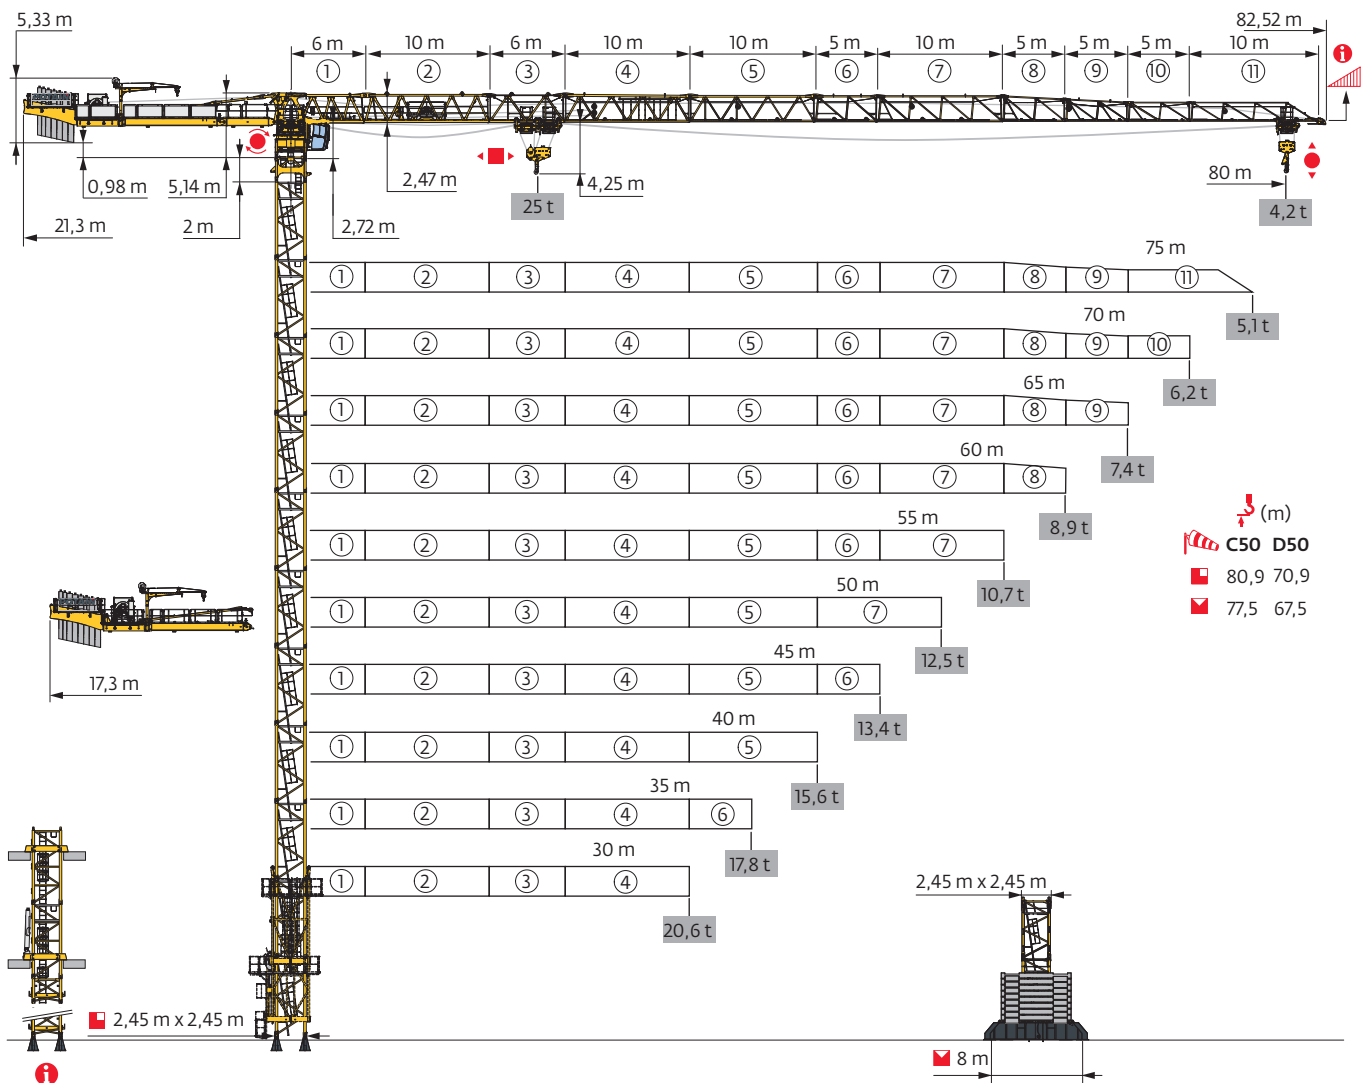 5,33 m
82,52 m
6 m 10 m 6 m 10 m 10 m 5 m 10 m 5 m 5 m 5 m 10 m
1 2 3 4 5 6 7 8 9 10 11
i
0,98 m 5,14 m 2,47 m 4,25 m 80 m
25 t 4,2 t
21,3 m 2 m 2,72 m
75 m
1 2 3 4 5 6 7 8 9 11
5,1 t
70 m
1 2 3 4 5 6 7 8 9 10
6,2 t
65 m
1 2 3 4 5 6 7 8 9
7,4 t
60 m
1 2 3 4 5 6 7 8
8,9 t
(m)
C50 D50
80,9 70,9
77,5 67,5
55 m
1 2 3 4 5 6 7
10,7 t
50 m
1 2 3 4 5 7
12,5 t
17,3 m
45 m
1 2 3 4 5 6
13,4 t
40 m
1 2 3 4 5
15,6 t
35 m
1 2 3 4 6
17,8 t
30 m
1 2 3 4
20,6 t
2,45 m x 2,45 m
2,45 m x 2,45 m
8 m
i